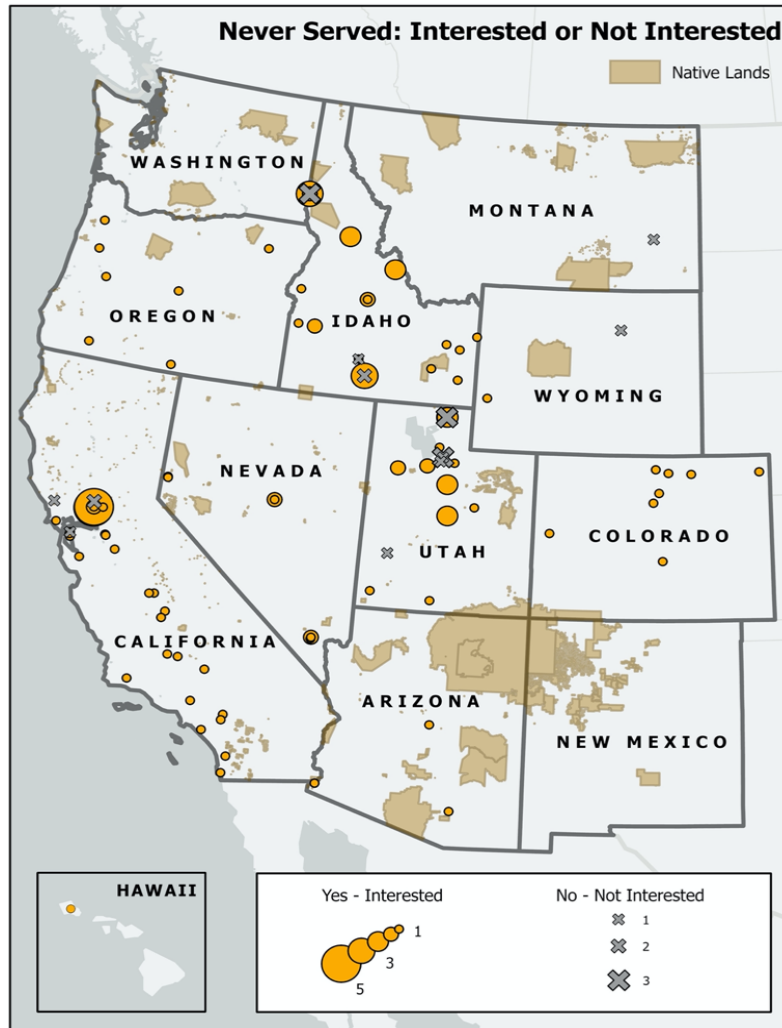 Never Served: Interested or Not Interested
Native Lands
WASHINGTON
MONTANA
OREGON
IDAHO
WYOMING
NEVADA
UTAH
COLORADO
CALIFORNIA
ARIZONA
NEW MEXICO
HAWAII
Yes - Interested
1
3
5
No - Not Interested
1
2
3